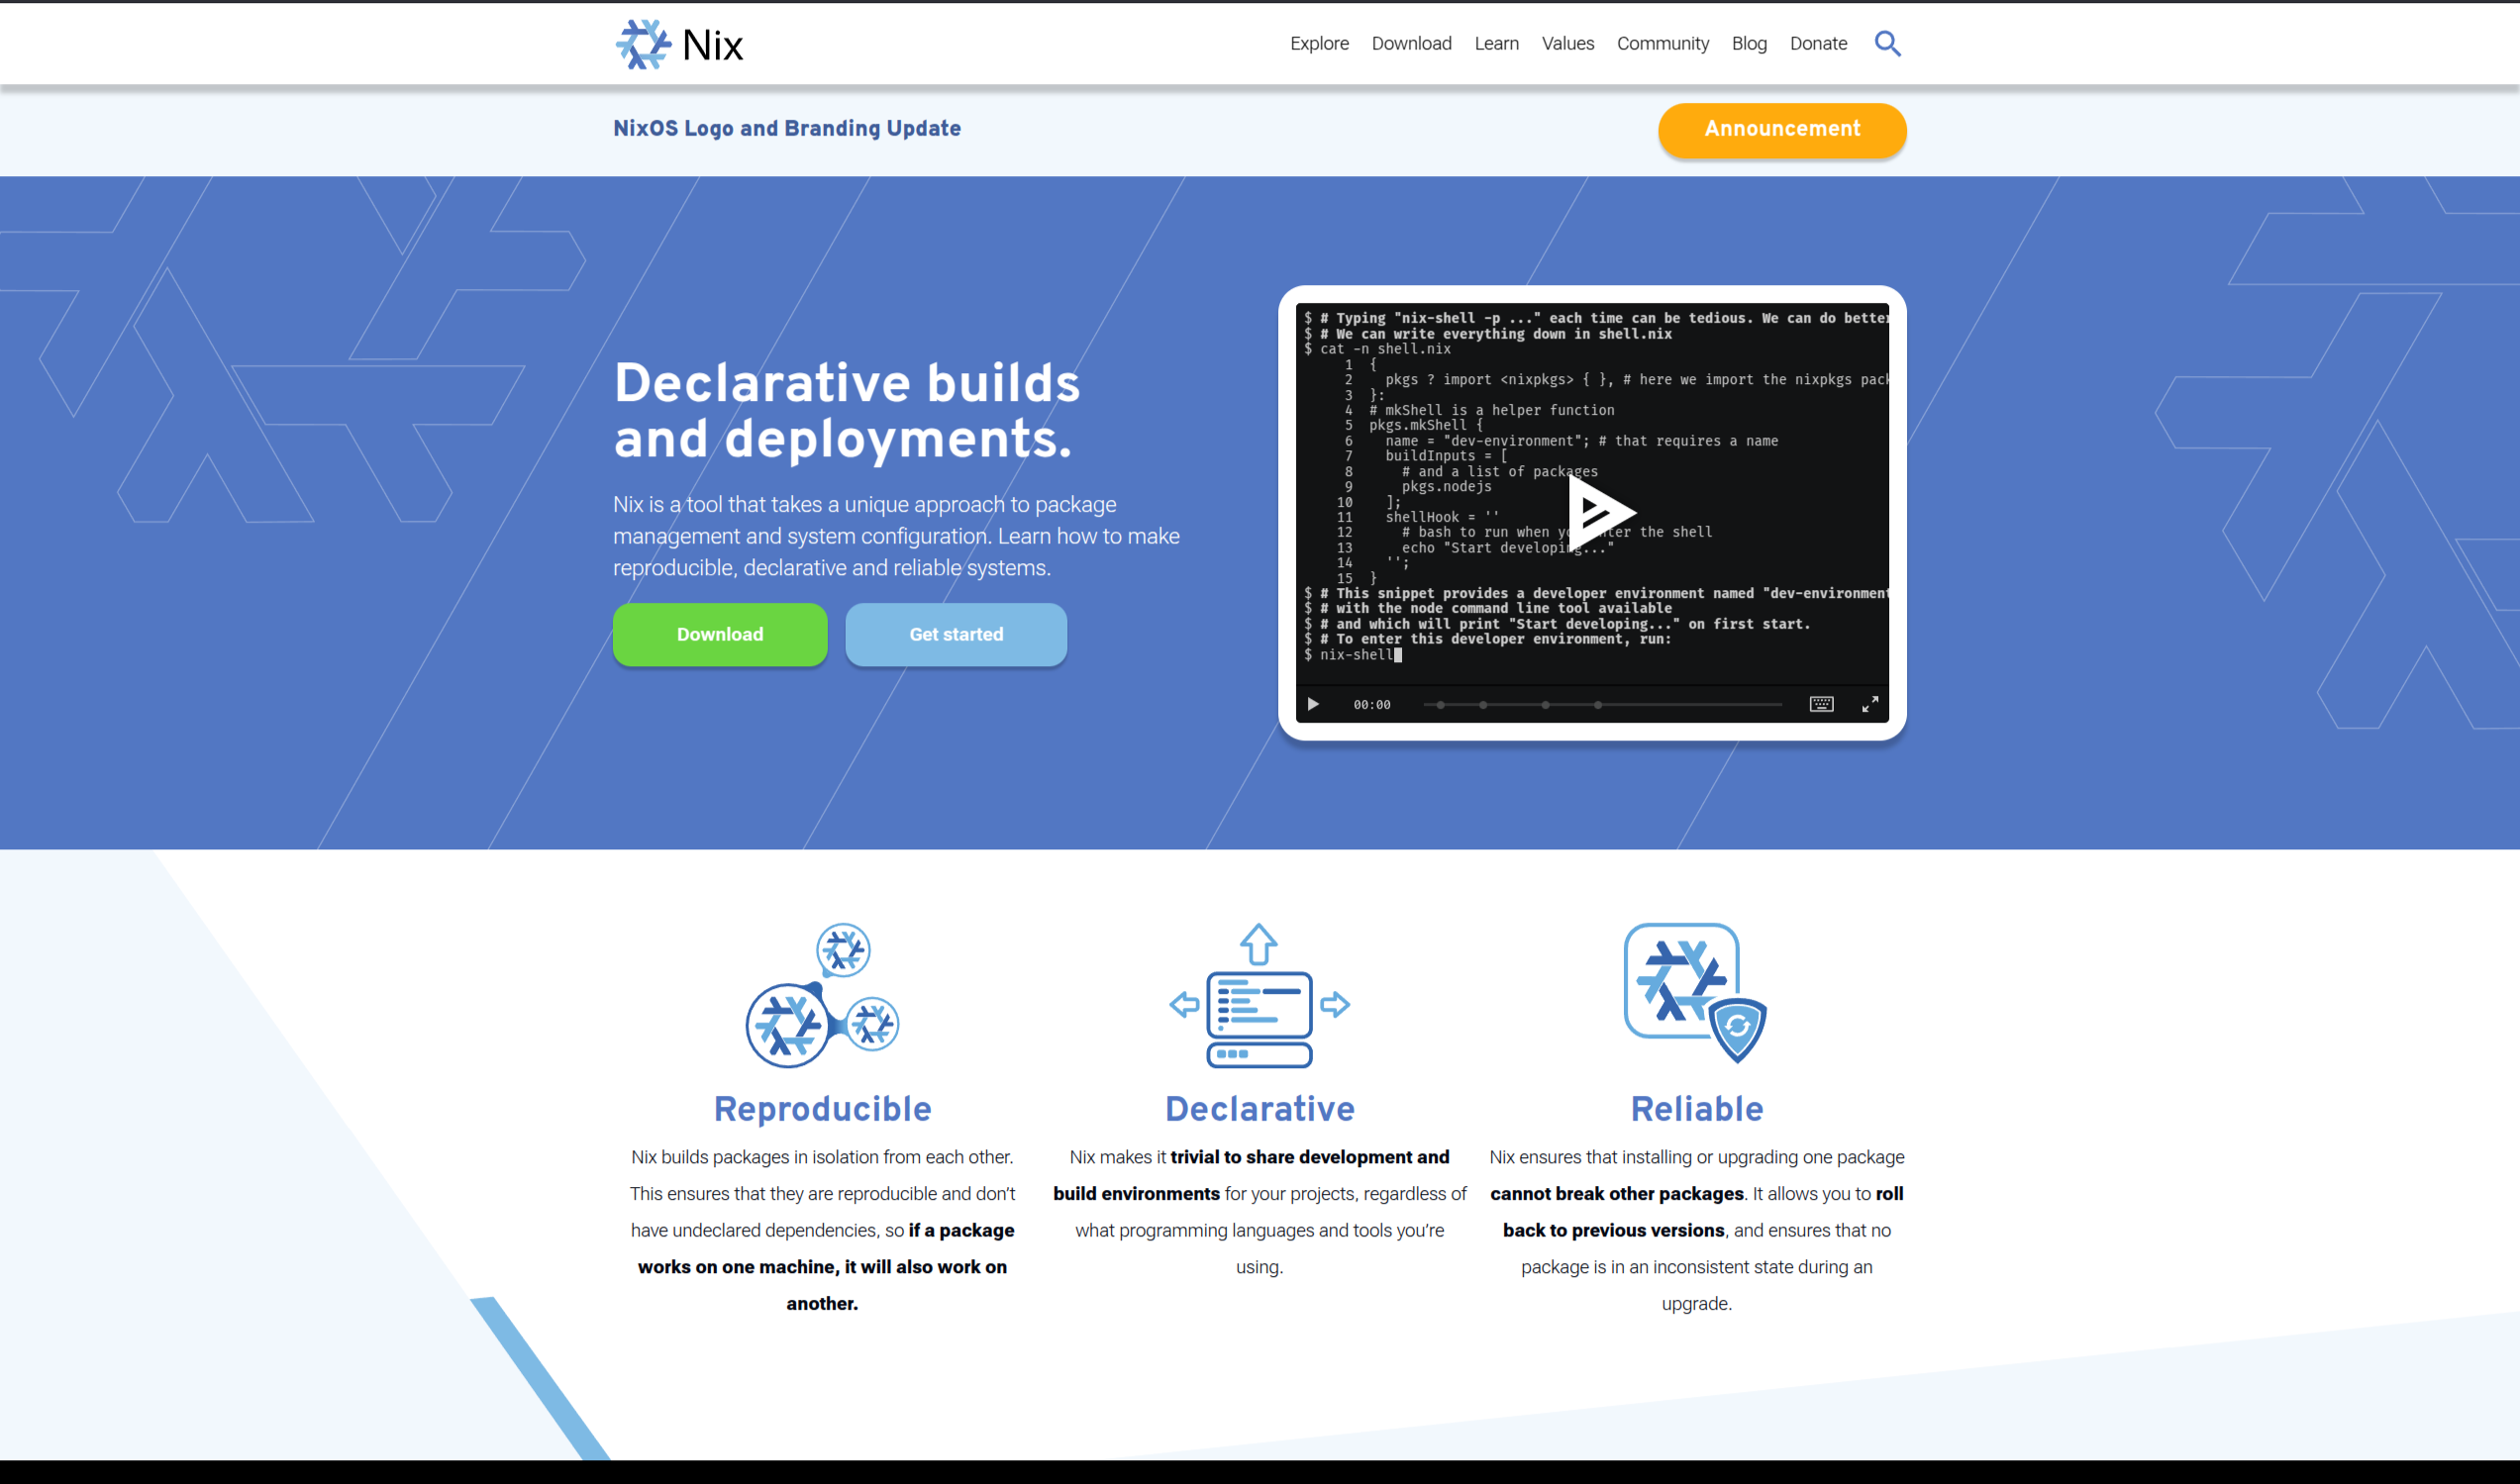 Nix
Explore Download Learn Values Community Blog Donate
NixOS Logo and Branding Update
Announcement
Declarative builds
and deployments.
Nix is a tool that takes a unique approach to package
management and system configuration. Learn how to make
reproducible, declarative and reliable systems.
Download
Get started
$ # Typing "nix-shell -p ..." each time can be tedious. We can do better
$ # We can write everything down in shell.nix
$ cat -n shell.nix
1 {
2 pkgs ? import <nixpkgs> { }, # here we import the nixpkgs pack
3 }:
4 # mkShell is a helper function
5 pkgs.mkShell {
6 name = "dev-environment"; # that requires a name
7 buildInputs = [
8 # and a list of packages
9 pkgs.nodejs
10 ];
11 shellHook = ''
12 # bash to run when the shell
13 echo "Start developing..."
14 '';
15 }
$ # This snippet provides a developer environment named "dev-environment
$ # with the node command line tool available
$ # and which will print "Start developing..." on first start.
$ # To enter this developer environment, run:
$ nix-shell
00:00
Reproducible
Nix builds packages in isolation from each other.
This ensures that they are reproducible and don’t
have undeclared dependencies, so if a package
works on one machine, it will also work on
another.
Declarative
Nix makes it trivial to share development and
build environments for your projects, regardless of
what programming languages and tools you’re
using.
Reliable
Nix ensures that installing or upgrading one package
cannot break other packages. It allows you to roll
back to previous versions, and ensures that no
package is in an inconsistent state during an
upgrade.